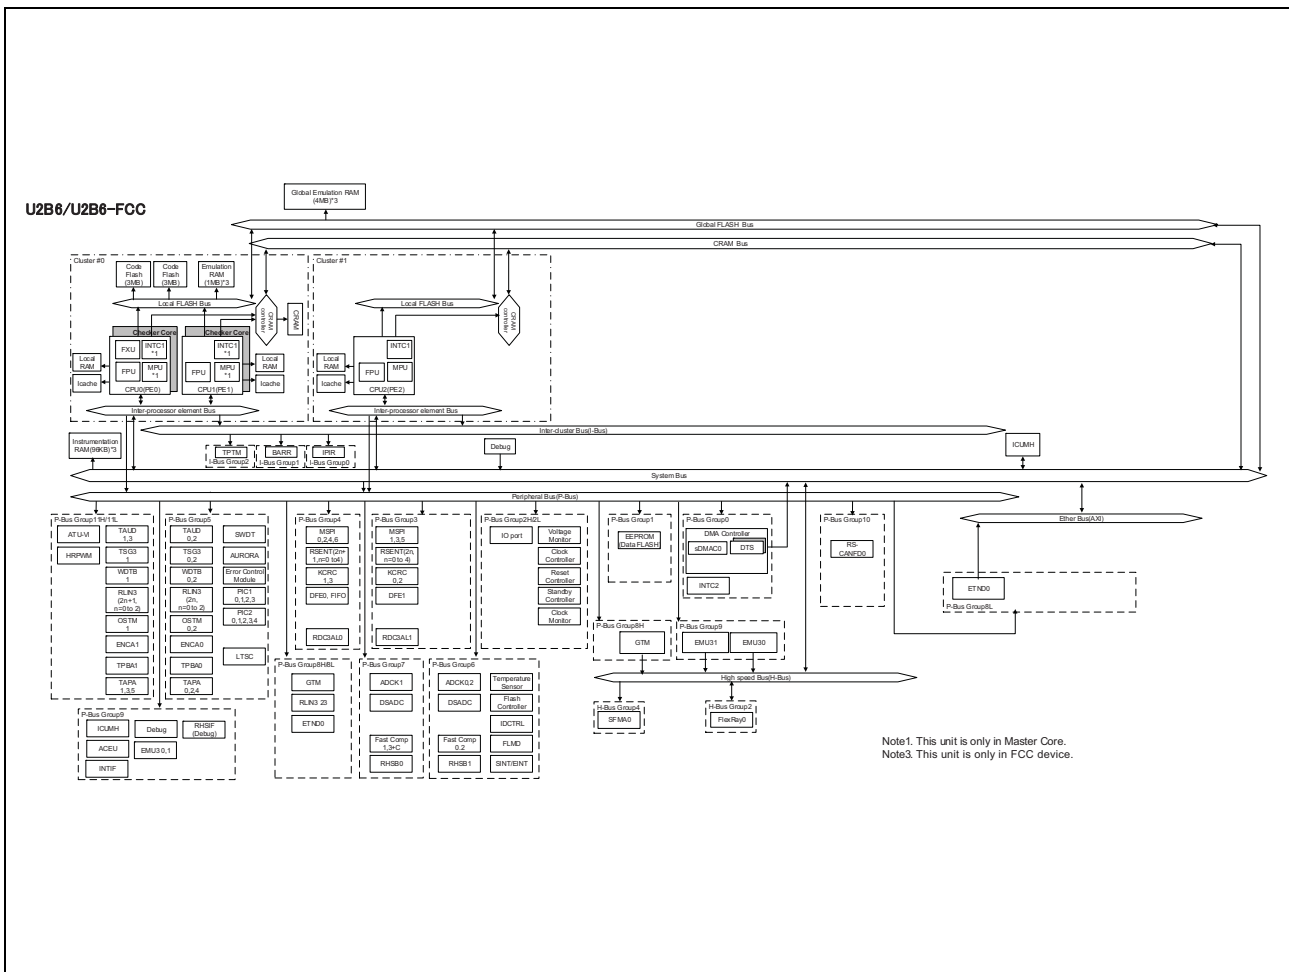 U2B6/U2B6-FCC
Global Emulation RAM
(4MB)*3
Global FLASH Bus
CRAM Bus
Cluster #0
Code
Flash
(3MB)
Code
Flash
(3MB)
Emulation
RAM
(1MB)*3
Local FLASH Bus
CRAM
controller
CRAM
Checker Core
Checker Core
FXU
INTC1
*1
FPU
MPU
*1
CPU0(PE0)
INTC1
*1
FPU
MPU
*1
CPU1(PE1)
Local
RAM
Icache
Local
RAM
Icache
Inter-processor element Bus
Cluster #1
Local FLASH Bus
CRAM
controller
INTC1
FPU
MPU
CPU2(PE2)
Local
RAM
Icache
Inter-processor element Bus
Inter-cluster Bus(I-Bus)
Instrumentation
RAM(96KB)*3
TPTM
I-Bus Group2
BARR
I-Bus Group1
IPIR
I-Bus Group0
Debug
ICUMH
System Bus
Peripheral Bus(P-Bus)
P-Bus Group11H/11L
ATU-VI
HRPWM
TAUD
1,3
TSG3
1
WDTB
1
RLIN3
(2n+1,
n=0 to 2)
OSTM
1
ENCA1
TPBA1
TAPA
1,3,5
P-Bus Group5
TAUD
0,2
TSG3
0,2
WDTB
0,2
RLIN3
(2n,
n=0 to 2)
OSTM
0,2
ENCA0
TPBA0
TAPA
0,2,4
SWDT
AURORA
Error Control
Module
PIC1
0,1,2,3
PIC2
0,1,2,3,4
LTSC
P-Bus Group4
MSPI
0,2,4,6
RSENT(2n+
1,n=0 to4)
KCRC
1,3
DFE0, FIFO
RDC3AL0
P-Bus Group3
MSPI
1,3,5
RSENT(2n,
n=0 to 4)
KCRC
0,2
DFE1
RDC3AL1
P-Bus Group2H/2L
IO port
Voltage
Monitor
Clock
Controller
Reset
Controller
Standby
Controller
Clock
Monitor
P-Bus Group1
EEPROM
(Data FLASH)
P-Bus Group0
DMA Controller
sDMAC0
DTS
INTC2
P-Bus Group10
RS-
CANFD0
Ether Bus(AXI)
ETND0
P-Bus Group8L
P-Bus Group8H
GTM
P-Bus Group9
EMU31
EMU30
High speed Bus(H-Bus)
H-Bus Group4
SFMA0
H-Bus Group2
FlexRay0
P-Bus Group9
ICUMH
ACEU
INTIF
Debug
EMU3 0,1
RHSIF
(Debug)
P-Bus Group8H/8L
GTM
RLIN3 23
ETND0
P-Bus Group7
ADCK1
DSADC
Fast Comp
1,3+C
RHSB0
P-Bus Group6
ADCK0,2
DSADC
Fast Comp
0.2
RHSB1
Temperature
Sensor
Flash
Controller
IDCTRL
FLMD
SINT/EINT
Note1. This unit is only in Master Core.
Note3. This unit is only in FCC device.